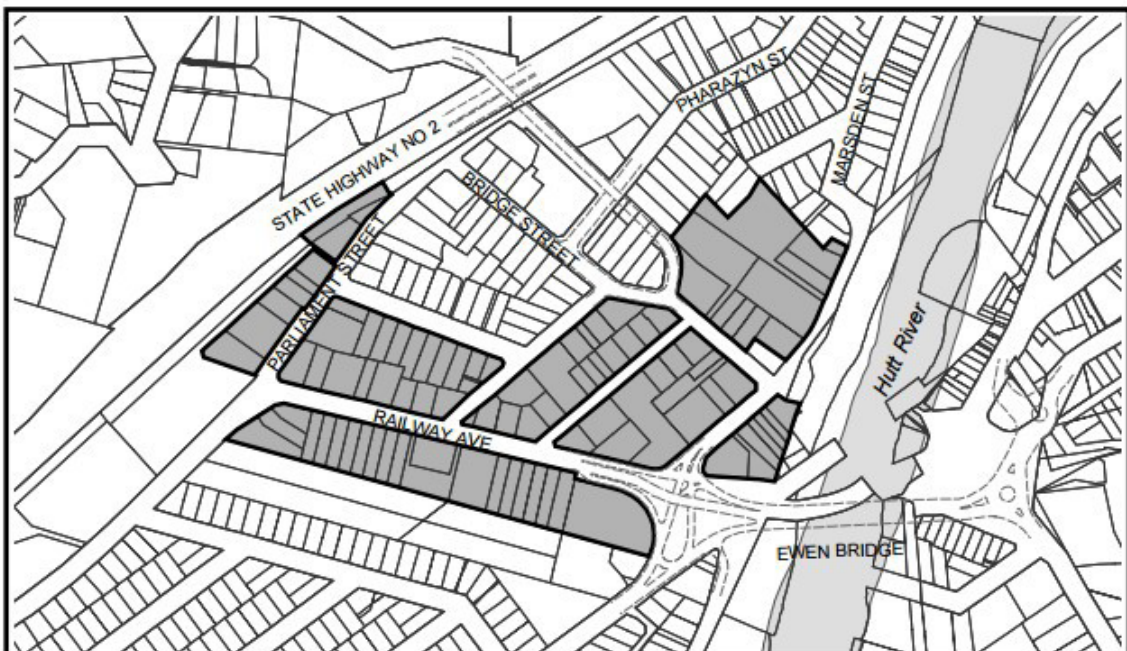 PHARAZYN ST
MARSDEN ST
STATE HIGHWAY NO 2
BRIDGE STREET
PARLIAMENT STREET
Hutt River
RAILWAY AVE
EWEN BRIDGE